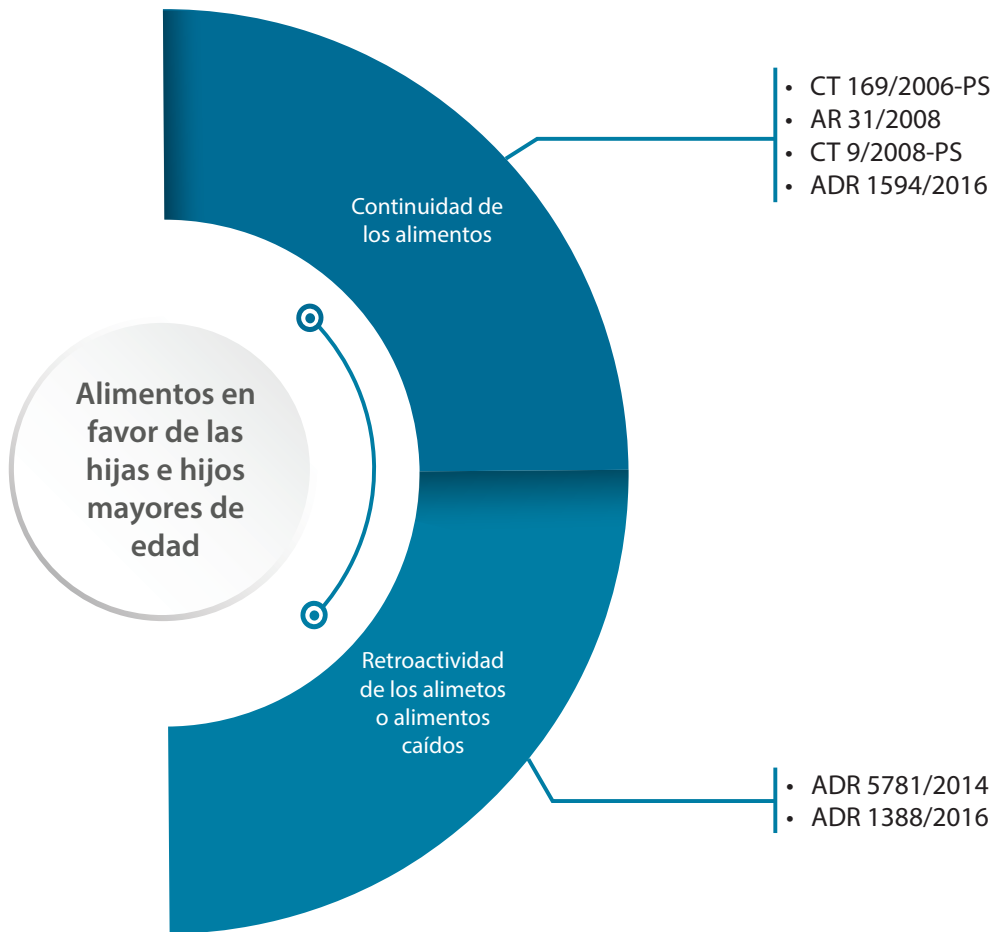 Alimentos en
favor de las
hijas e hijos
mayores de
edad
Continuidad de
los alimentos
• CT 169/2006-PS
• AR 31/2008
• CT 9/2008-PS
• ADR 1594/2016
Retroactividad
de los alimetos
o alimentos
caídos
• ADR 5781/2014
• ADR 1388/2016